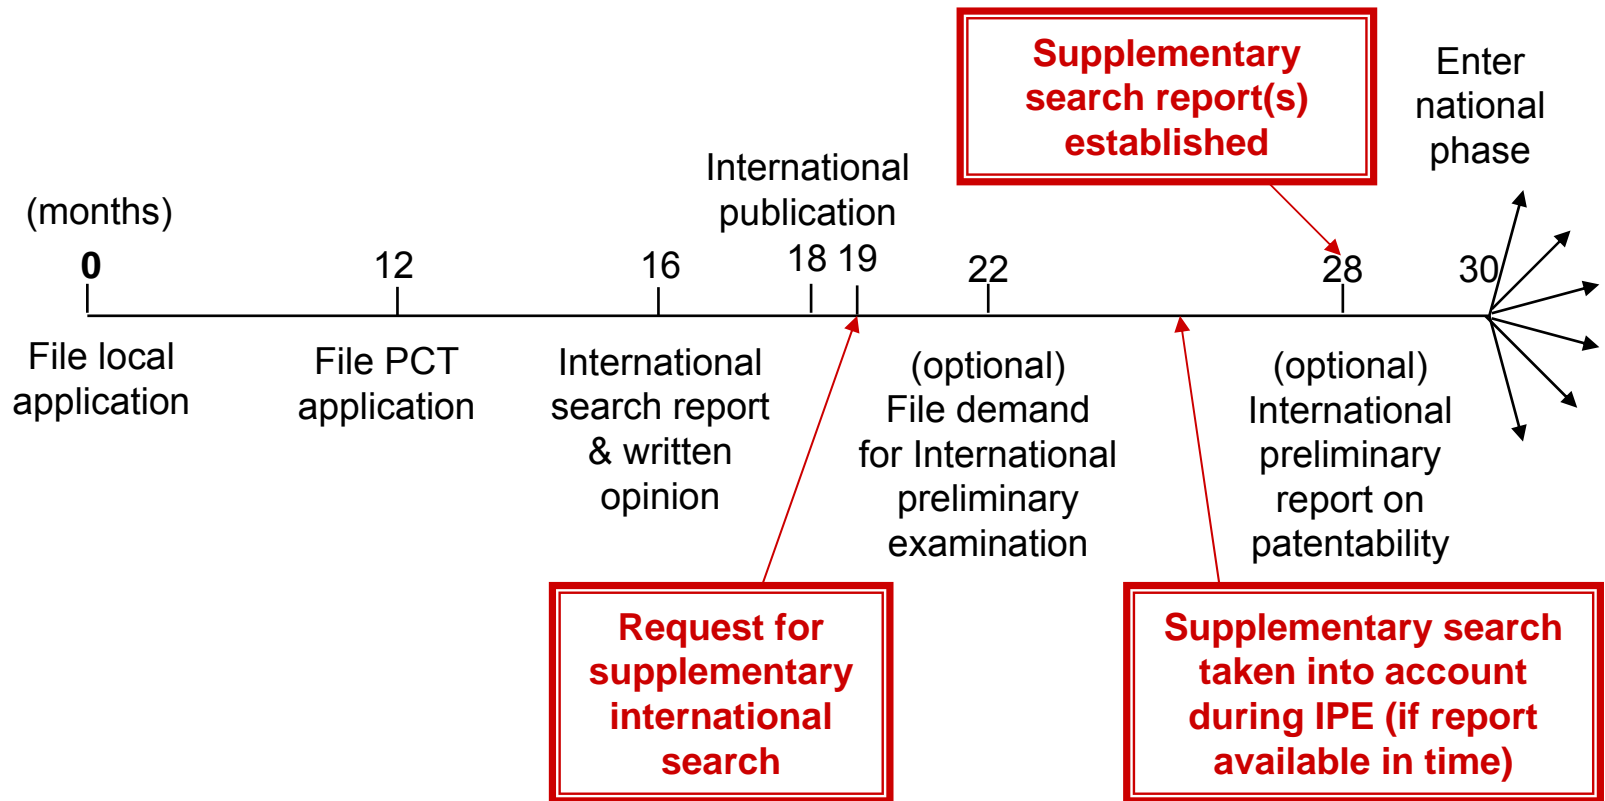 Supplementary
search report(s)
established
Enter
national
phase
International
publication
(months)
0
12
16
18
19
22
28
30
File local
application
File PCT
application
International
search report
& written
opinion
(optional)
File demand
for International
preliminary
examination
(optional)
International
preliminary
report on
patentability
Request for
supplementary
international
search
Supplementary search
taken into account
during IPE (if report
available in time)